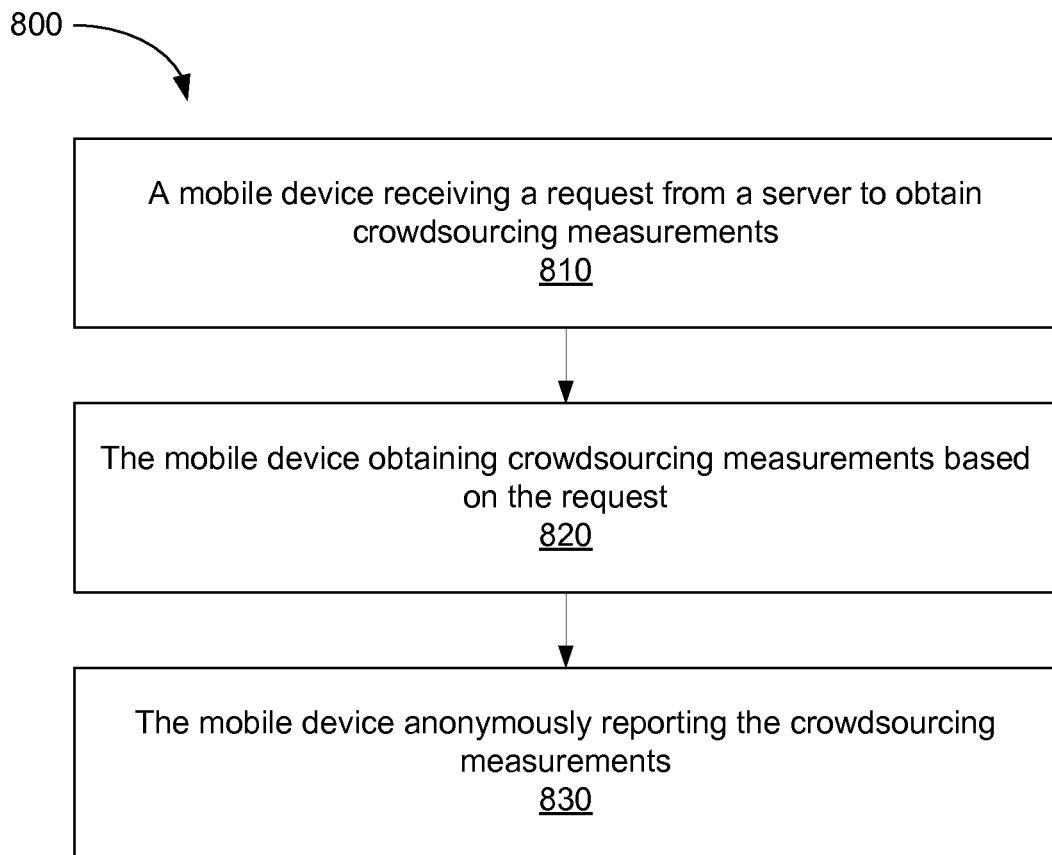 800
A mobile device receiving a request from a server to obtain
crowdsourcing measurements
810
The mobile device obtaining crowdsourcing measurements based
on the request
820
The mobile device anonymously reporting the crowdsourcing
measurements
830